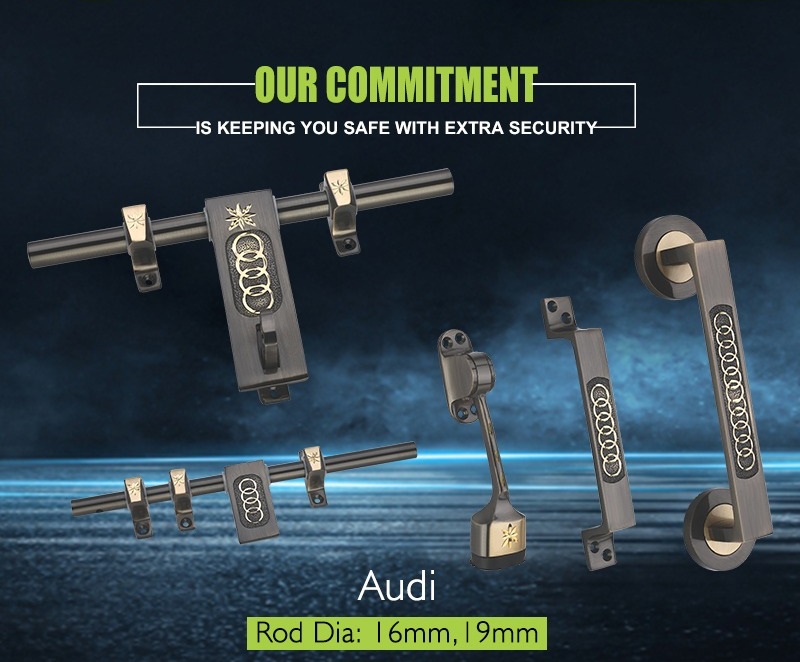 OUR COMMITMENT
IS KEEPING YOU SAFE WITH EXTRA SECURITY
Audi
Rod Dia: 16mm,19mm